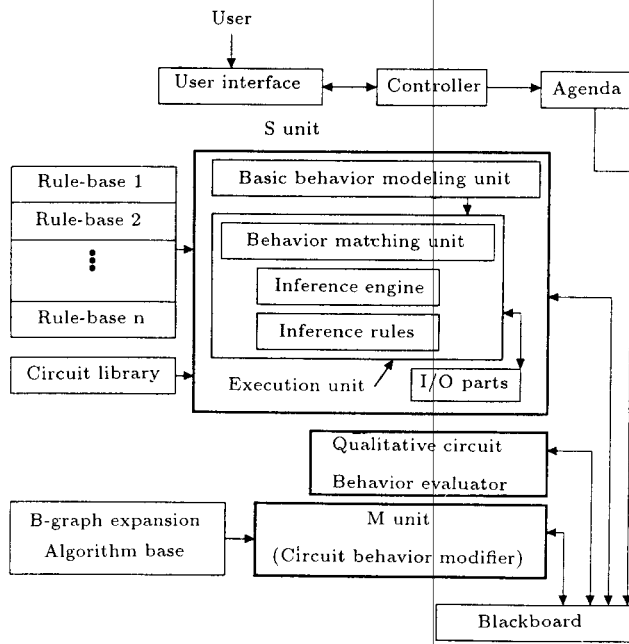 User
User interface
Controller
Agenda
S unit
Rule-base 1
Rule-base 2
Rule-base n
Circuit library
Basic behavior modeling unit
Behavior matching unit
Inference engine
Inference rules
Execution unit
I/O parts
Qualitative circuit
Behavior evaluator
B-graph expansion
Algorithm base
M unit
(Circuit behavior modifier)
Blackboard